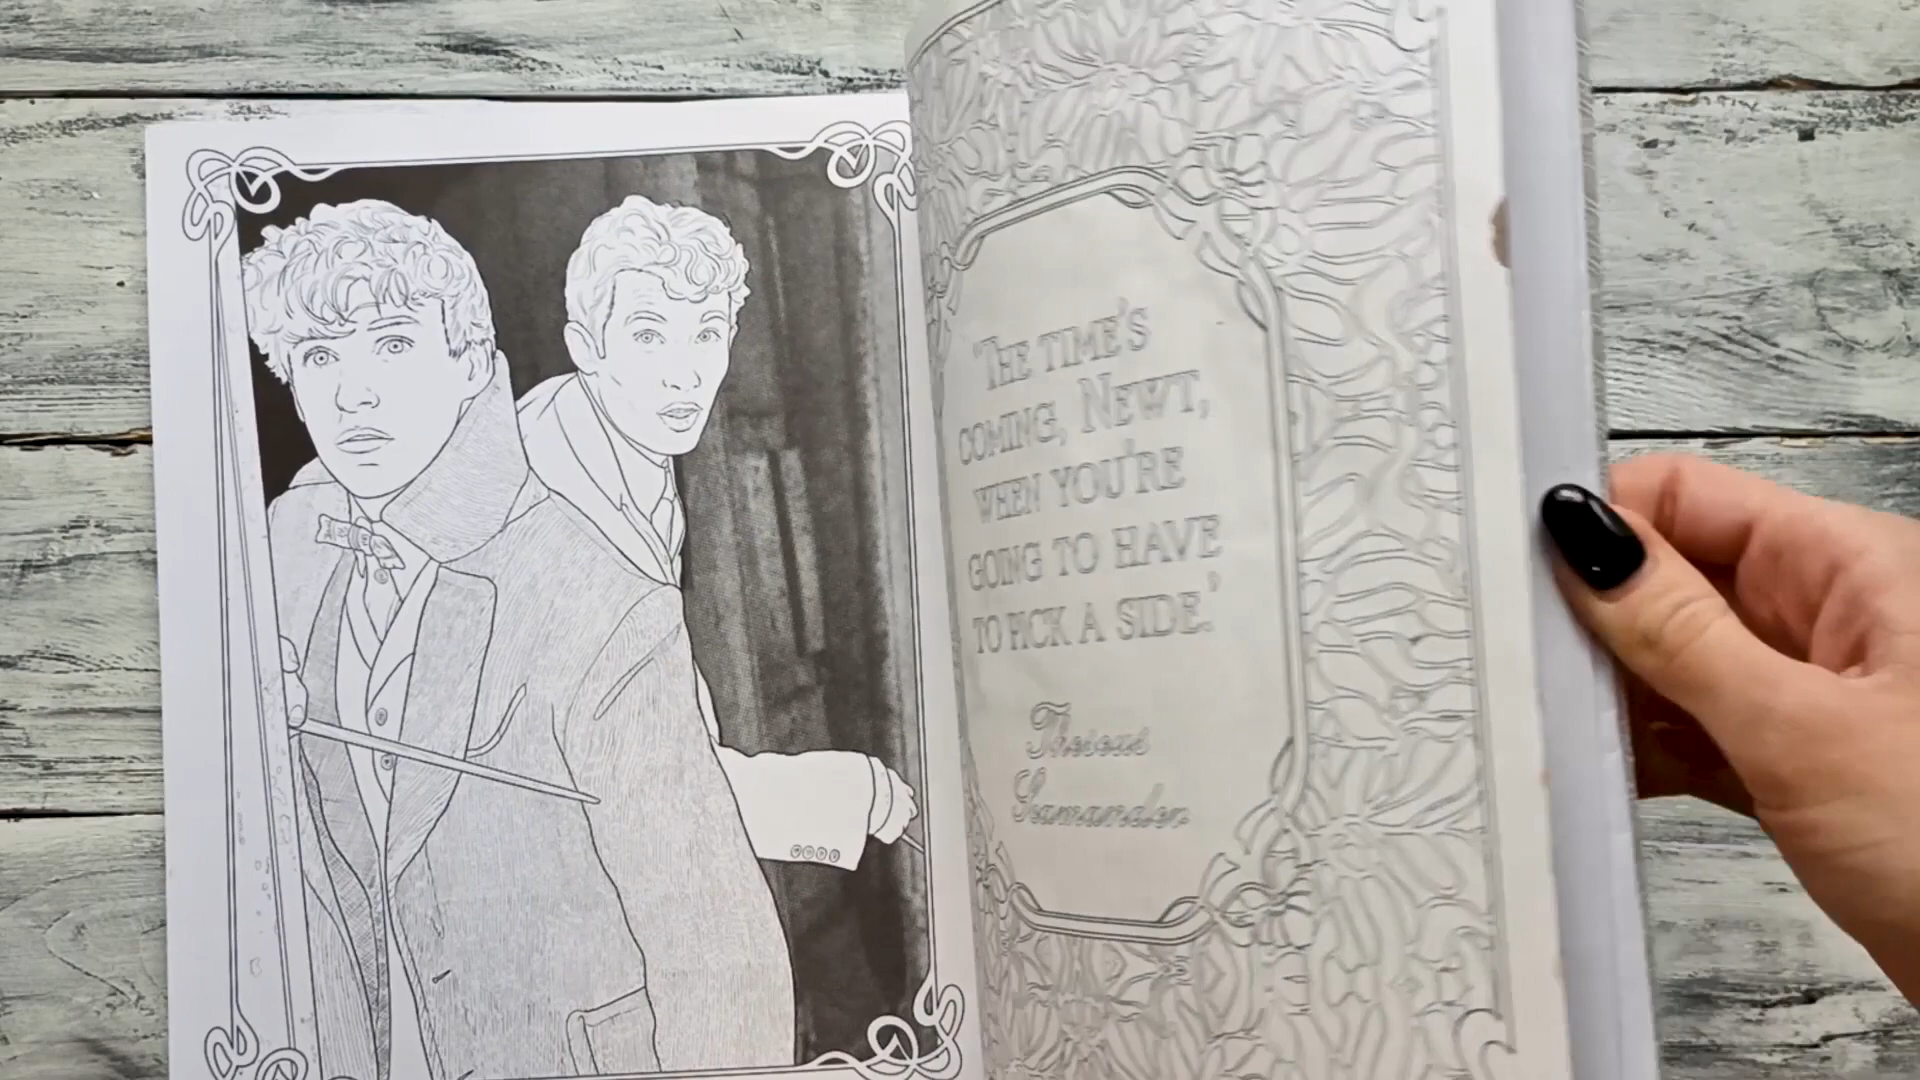 'The time's
coming, Newt,
when you're
going to have
to pick a side.'
Theseus
Scamander